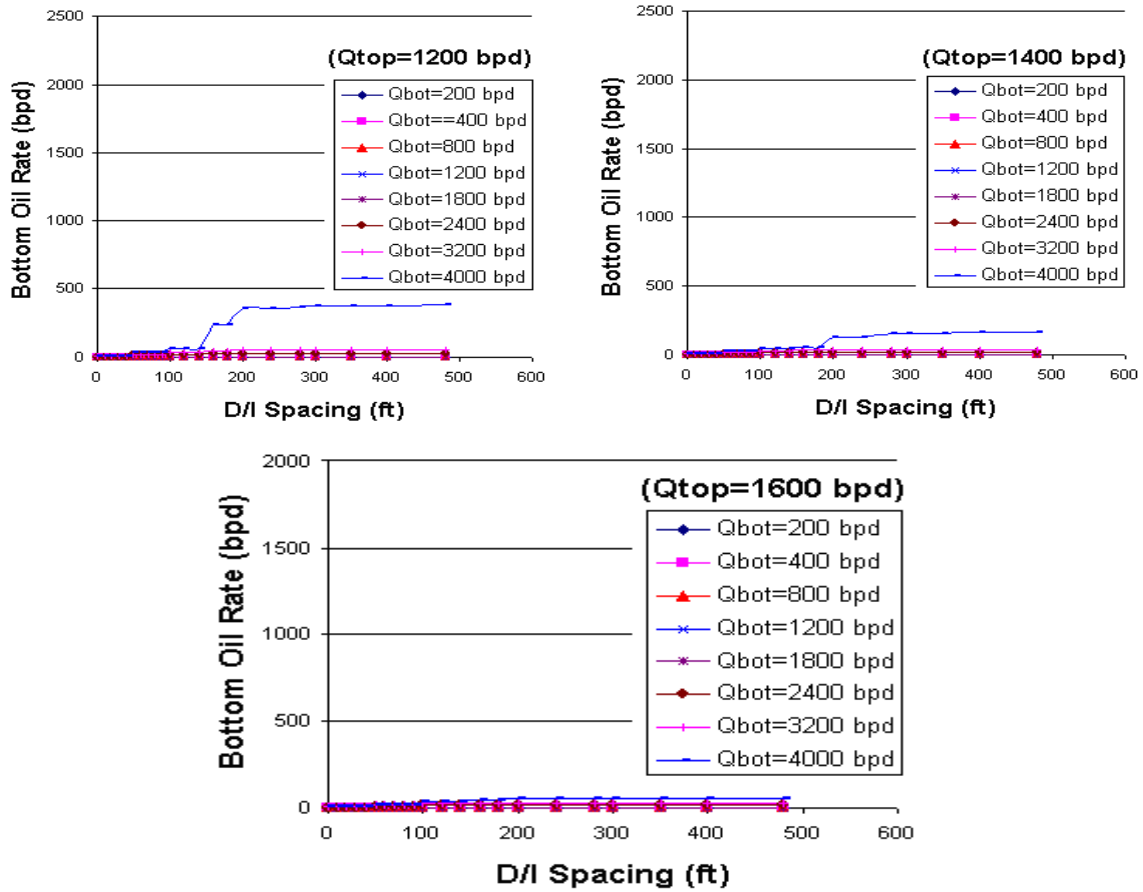 2500
2000
1500
1000
500
0
Bottom Oil Rate (bpd)
(Qtop=1200 bpd)
Qbot=200 bpd
Qbot==400 bpd
Qbot=800 bpd
Qbot=1200 bpd
Qbot=1800 bpd
Qbot=2400 bpd
Qbot=3200 bpd
Qbot=4000 bpd
0 100 200 300 400 500 600
D/I Spacing (ft)
2500
2000
1500
1000
500
0
Bottom Oil Rate (bpd)
(Qtop=1400 bpd)
Qbot=200 bpd
Qbot=400 bpd
Qbot=800 bpd
Qbot=1200 bpd
Qbot=1800 bpd
Qbot=2400 bpd
Qbot=3200 bpd
Qbot=4000 bpd
0 100 200 300 400 500 600
D/I Spacing (ft)
2000
1500
1000
500
0
Bottom Oil Rate (bpd)
(Qtop=1600 bpd)
Qbot=200 bpd
Qbot=400 bpd
Qbot=800 bpd
Qbot=1200 bpd
Qbot=1800 bpd
Qbot=2400 bpd
Qbot=3200 bpd
Qbot=4000 bpd
0 100 200 300 400 500 600
D/I Spacing (ft)